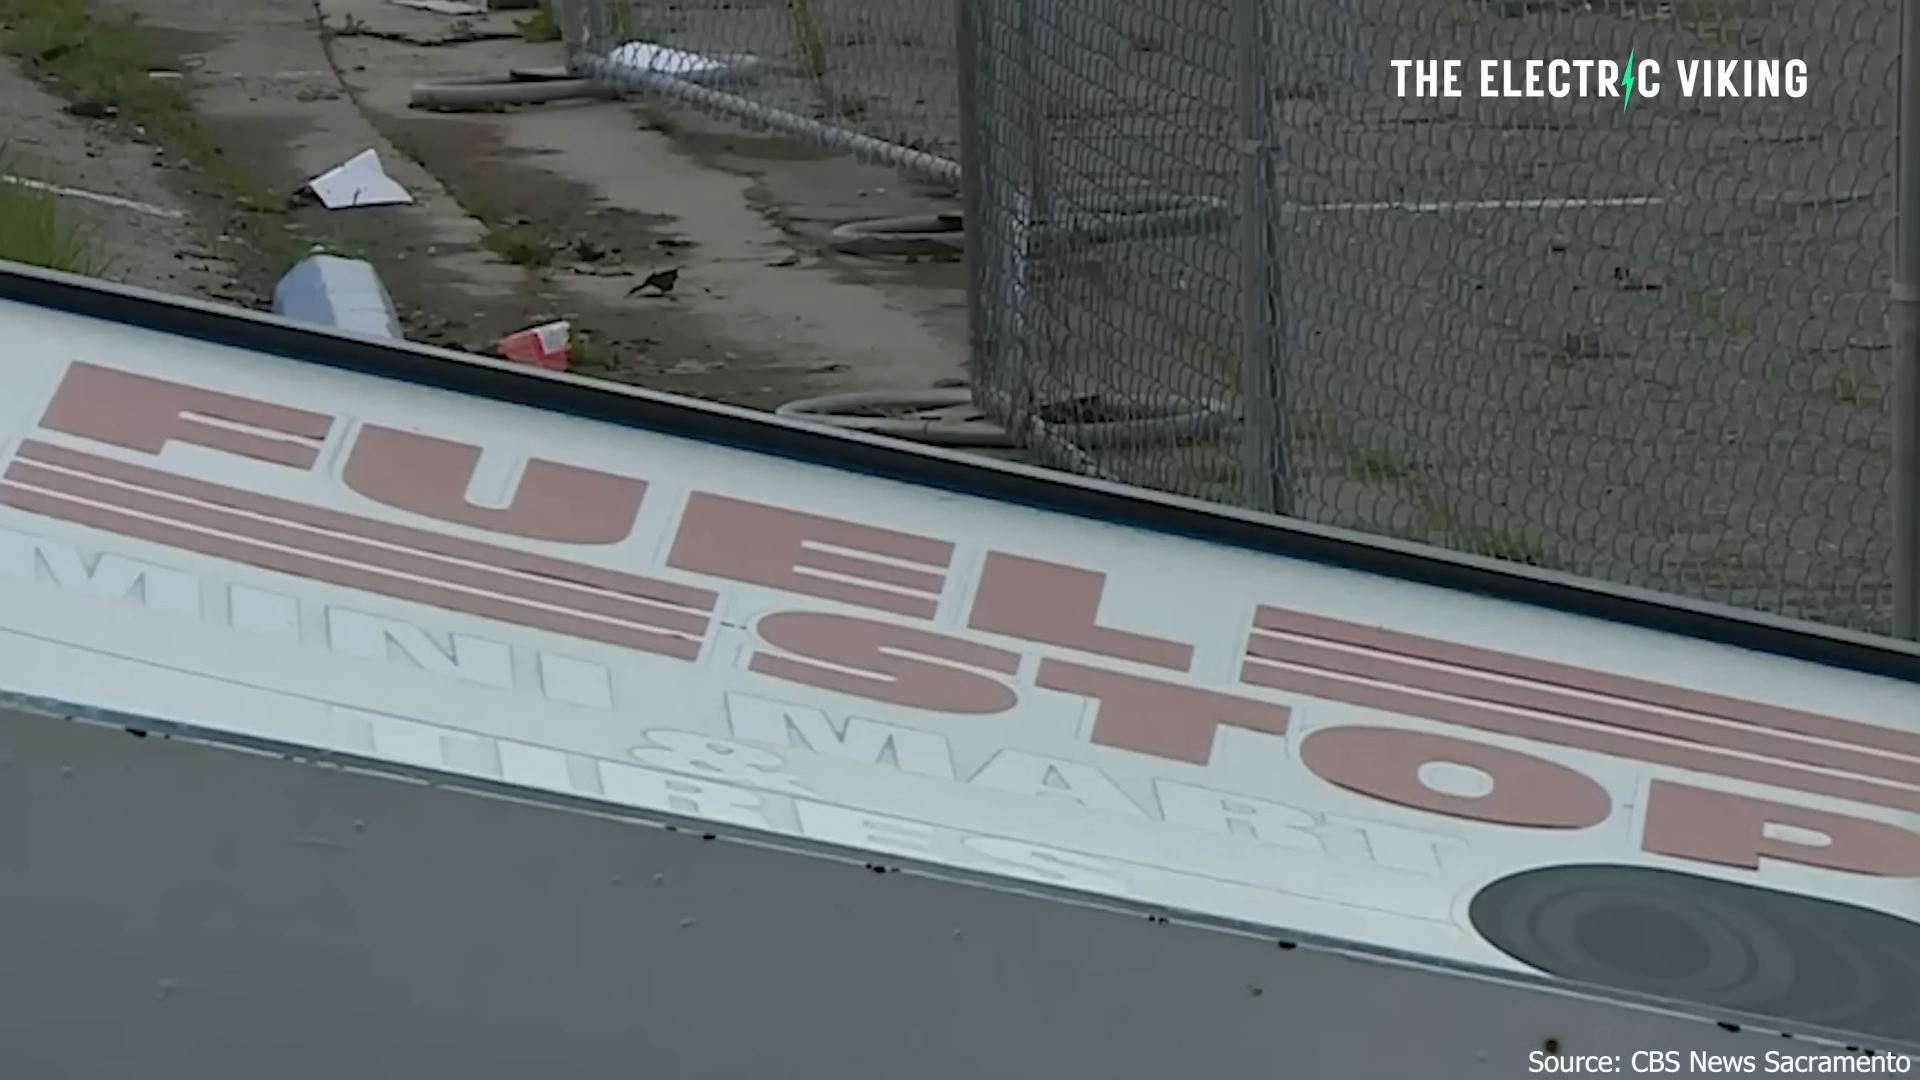 THE ELECTRIC VIKING
FUEL
STOP
MINI MART
& TIRES
Source: CBS News Sacramento